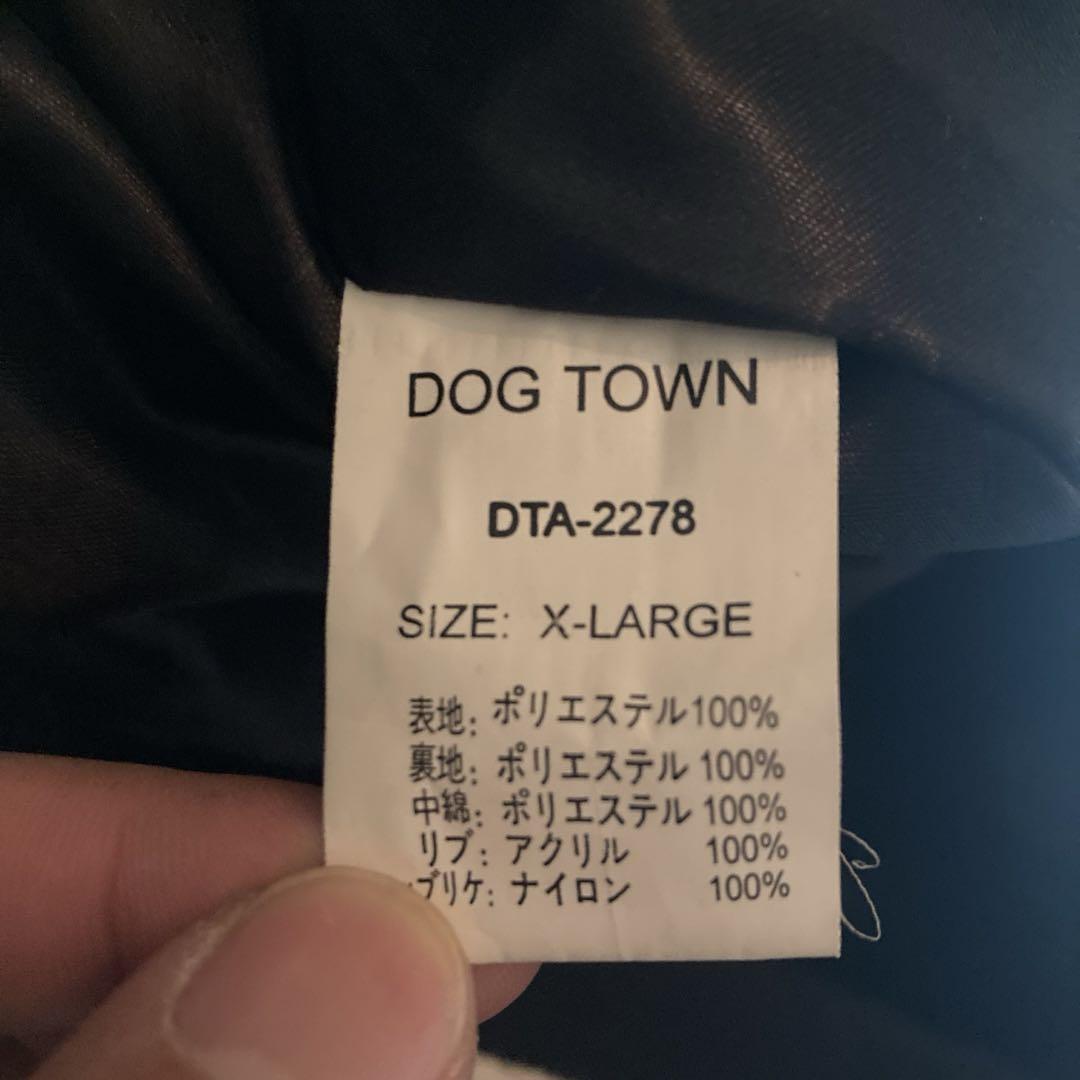 DOG TOWN
DTA-2278
SIZE: X-LARGE
表地: ポリエステル100%
裏地: ポリエステル 100%
中綿: ポリエステル 100%
リブ: アクリル 100%
ブリケ: ナイロン 100%